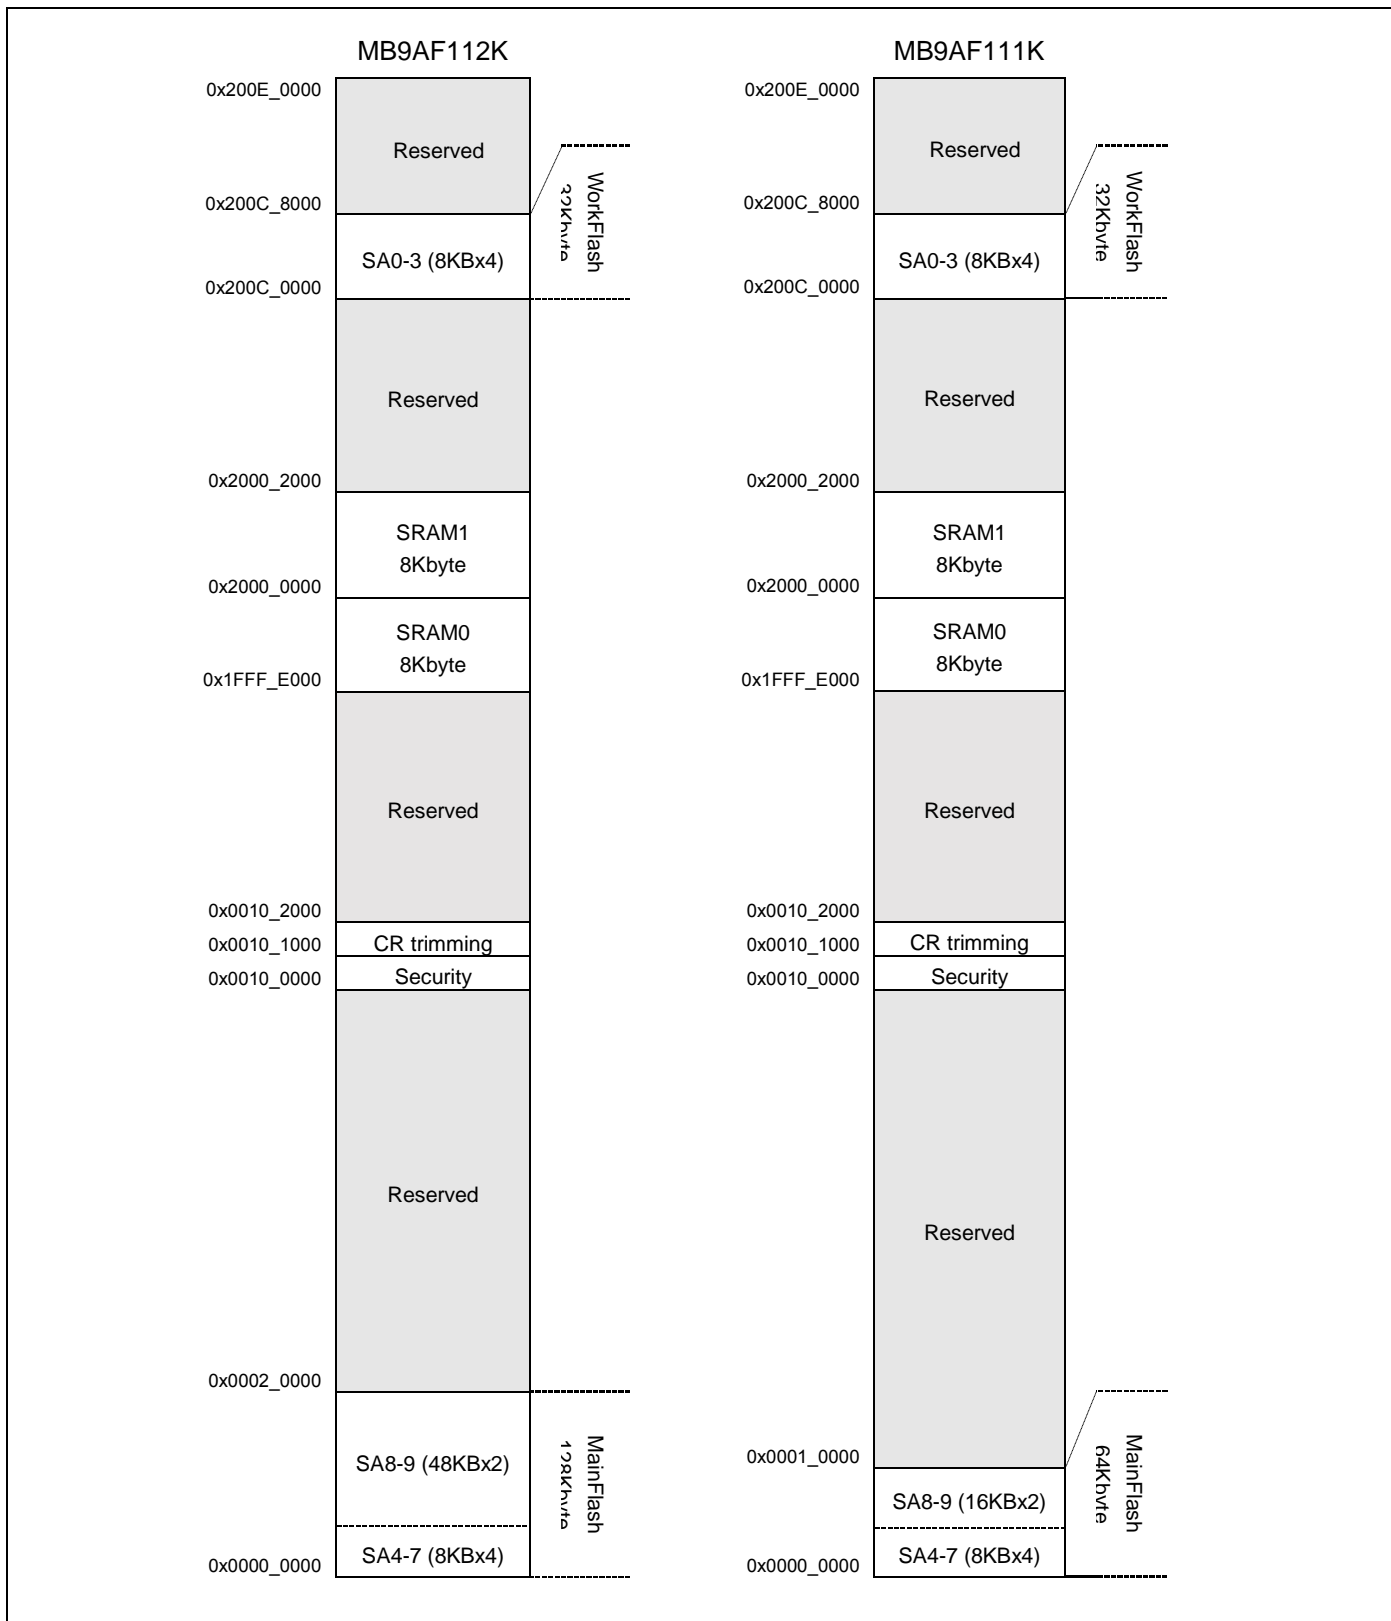 MB9AF112K
0x200E_0000
Reserved
0x200C_8000
SA0-3 (8KBx4)
WorkFlash
32Kbyte
0x200C_0000
Reserved
0x2000_2000
SRAM1
8Kbyte
0x2000_0000
SRAM0
8Kbyte
0x1FFF_E000
Reserved
0x0010_2000
0x0010_1000
CR trimming
0x0010_0000
Security
Reserved
0x0002_0000
SA8-9 (48KBx2)
MainFlash
128Kbyte
SA4-7 (8KBx4)
0x0000_0000
MB9AF111K
0x200E_0000
Reserved
0x200C_8000
SA0-3 (8KBx4)
WorkFlash
32Kbyte
0x200C_0000
Reserved
0x2000_2000
SRAM1
8Kbyte
0x2000_0000
SRAM0
8Kbyte
0x1FFF_E000
Reserved
0x0010_2000
0x0010_1000
CR trimming
0x0010_0000
Security
Reserved
0x0001_0000
SA8-9 (16KBx2)
MainFlash
64Kbyte
SA4-7 (8KBx4)
0x0000_0000